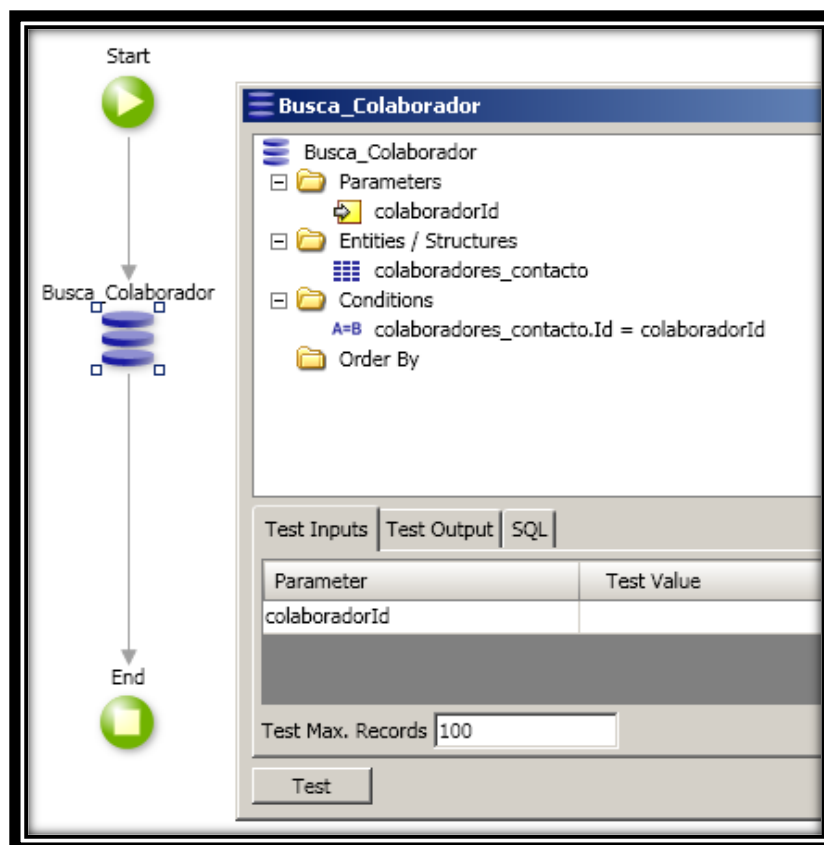 Start
Busca_Colaborador
End
Busca_Colaborador
Busca_Colaborador
Parameters
colaboradorId
Entities / Structures
colaboradores_contacto
Conditions
A=B colaboradores_contacto.Id = colaboradorId
Order By
Test Inputs Test Output SQL
Parameter Test Value
colaboradorId
Test Max. Records 100
Test